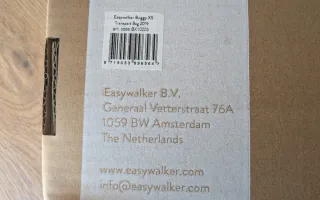 Easywalker Buggy XS
Transport Bag 2019
Easywalker B.V.
Generaal Vetterstraat 76A
1059 BW Amsterdam
The Netherlands
www.easywalker.com
info@easywalker.com